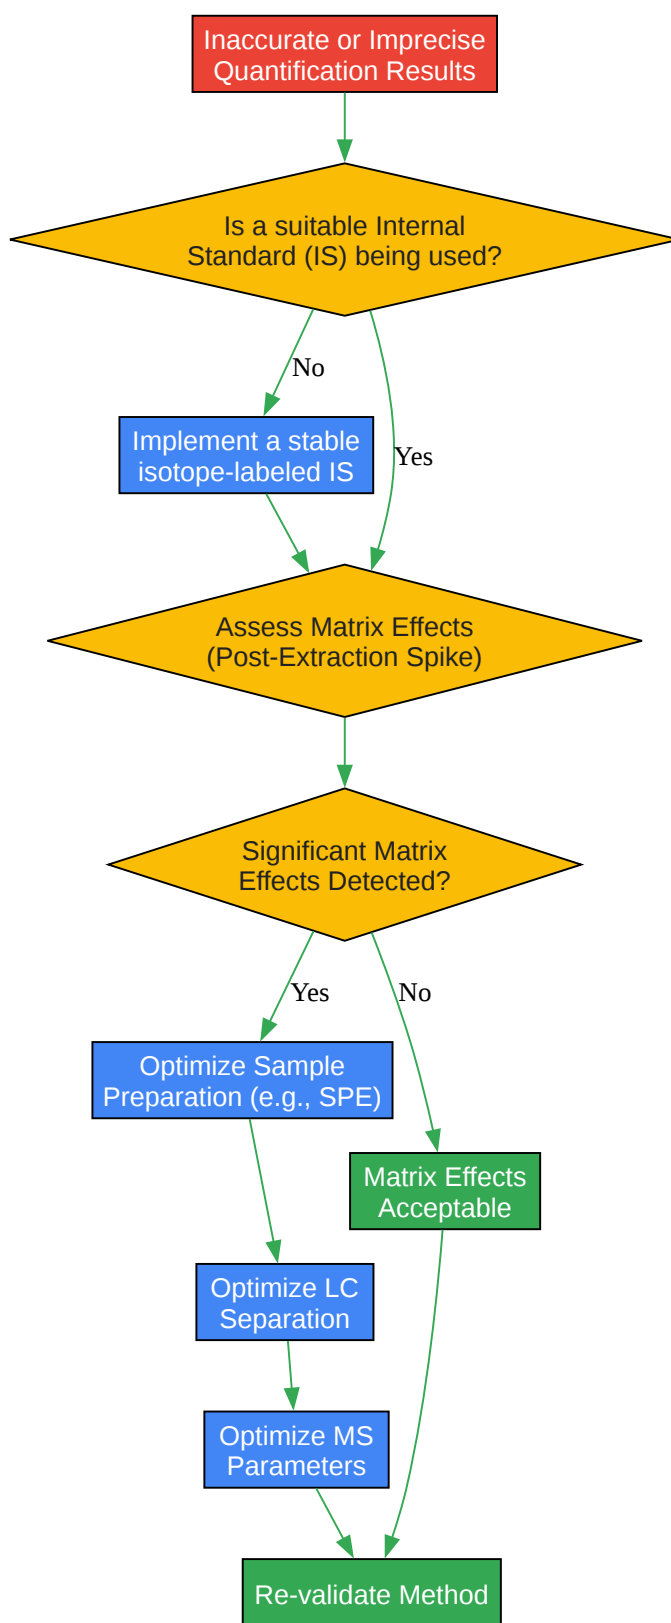 Inaccurate or Imprecise
Quantification Results
Is a suitable Internal
Standard (IS) being used?
No
Implement a stable
isotope-labeled IS
Yes
Assess Matrix Effects
(Post-Extraction Spike)
Significant Matrix
Effects Detected?
Yes
No
Optimize Sample
Preparation (e.g., SPE)
Matrix Effects
Acceptable
Optimize LC
Separation
Optimize MS
Parameters
Re-validate Method